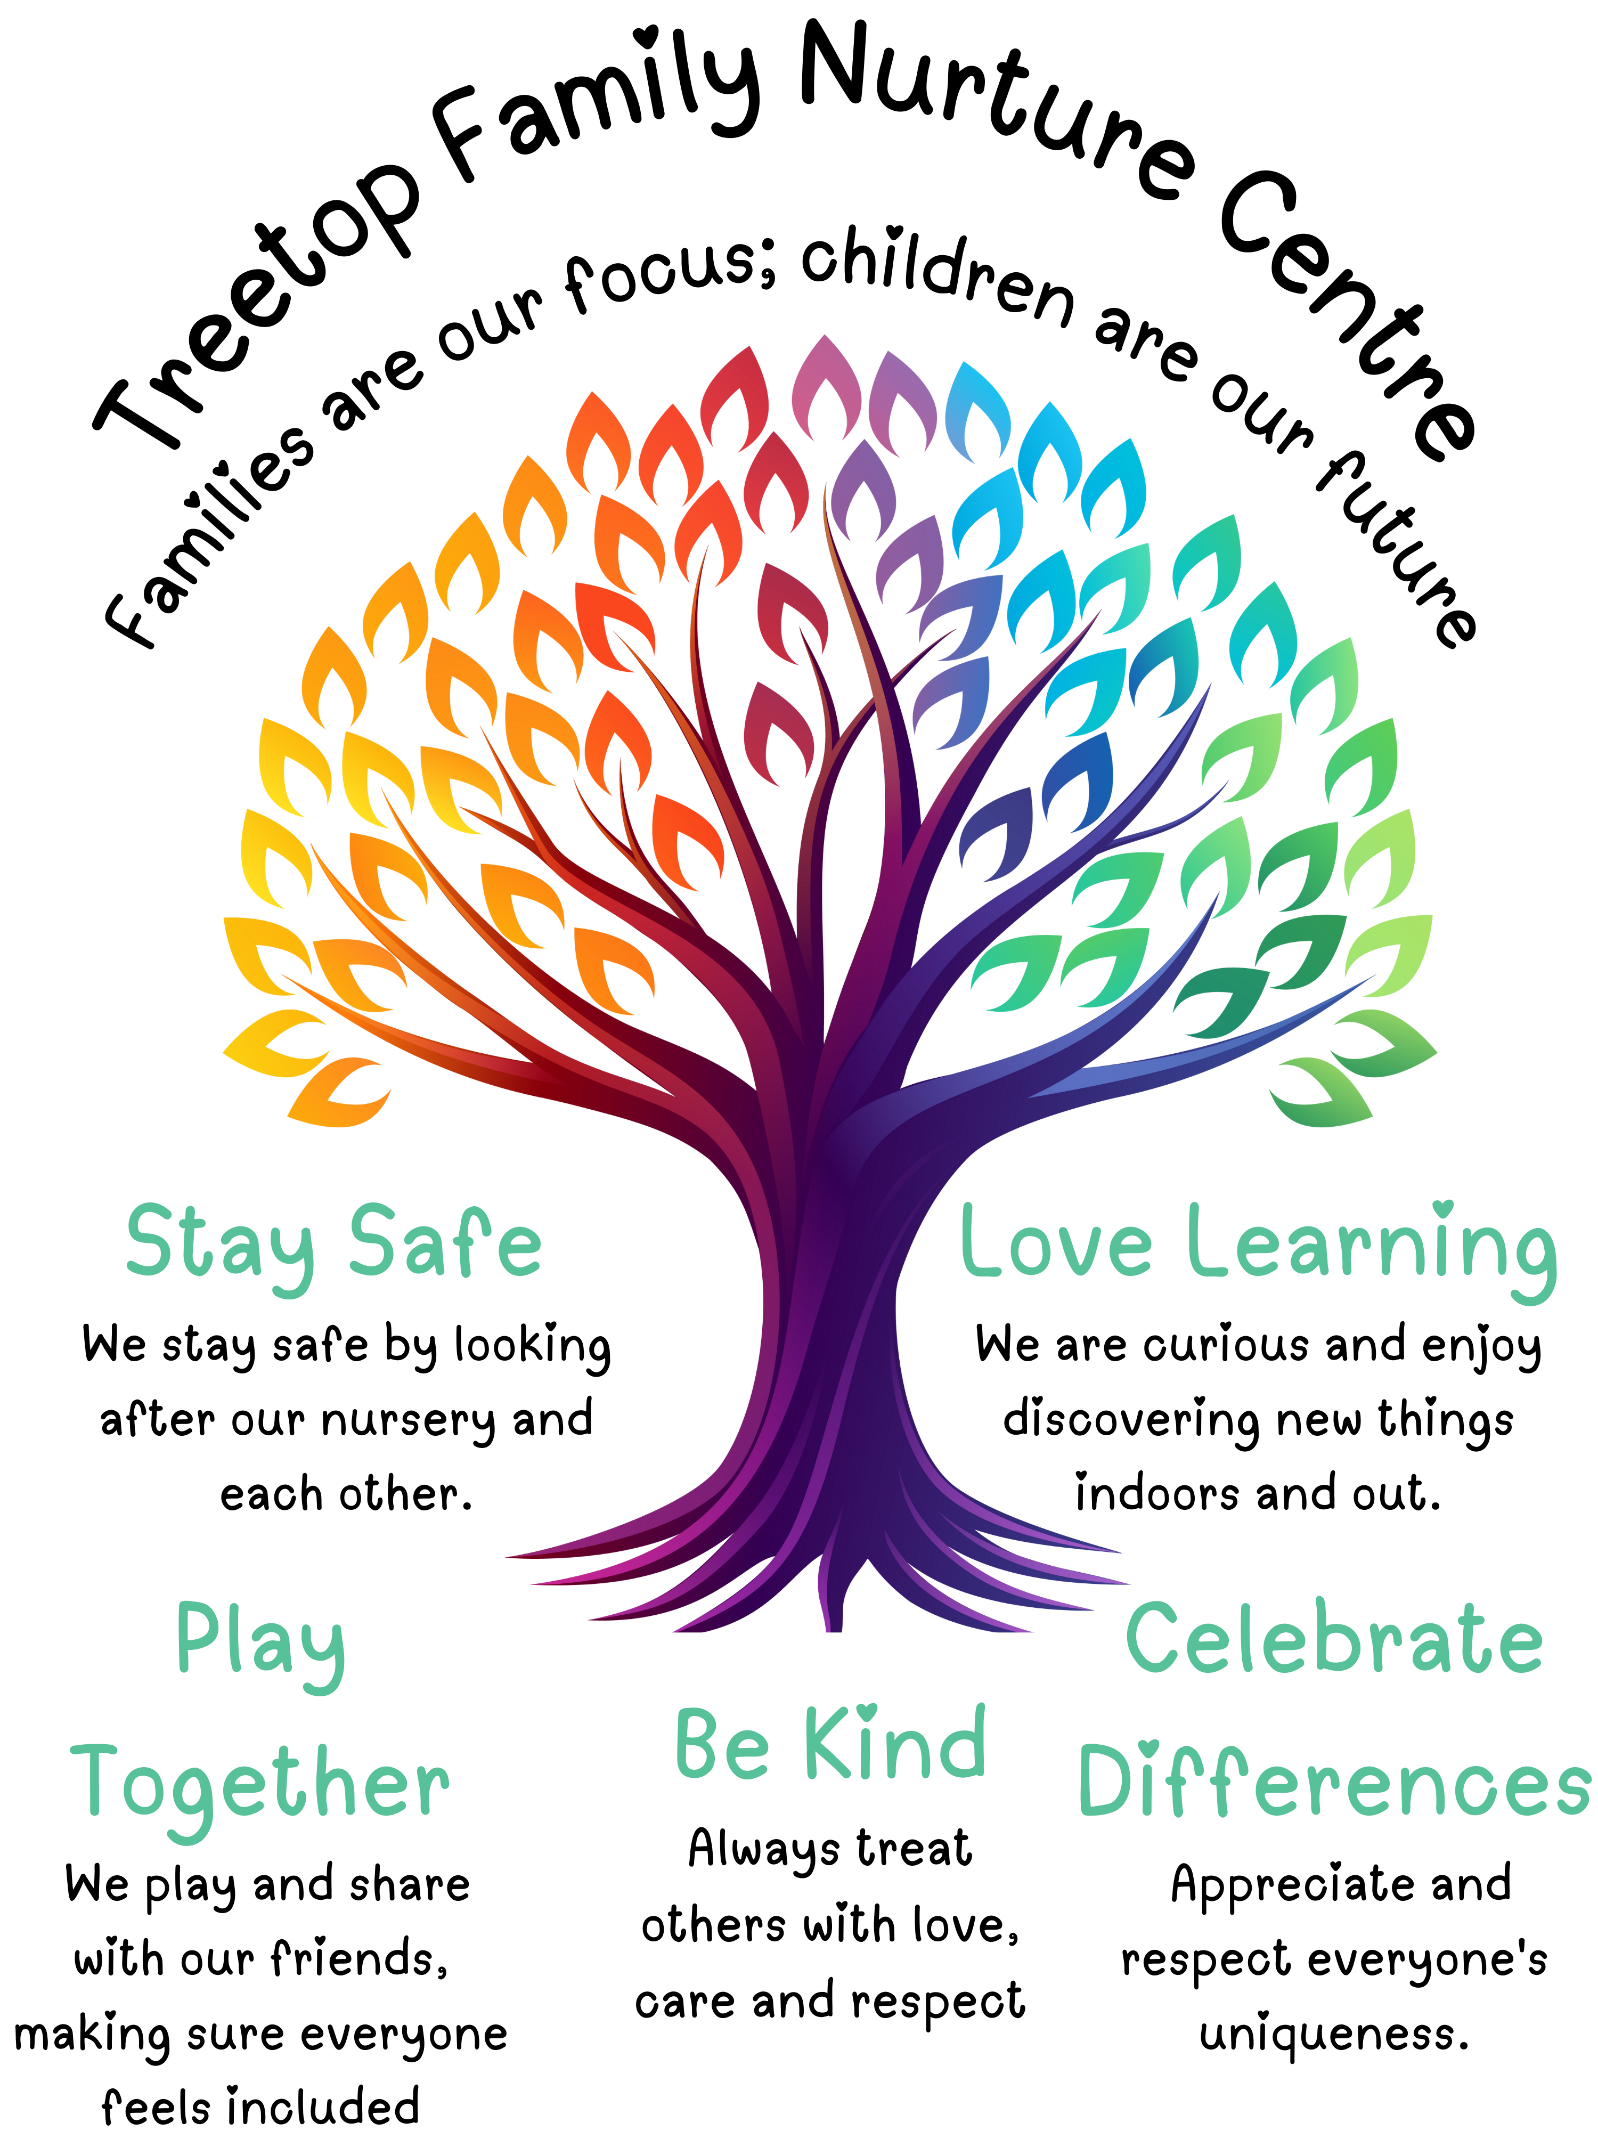 Treetop Family Nurture Centre
Families are our focus; children are our future
Stay Safe
We stay safe by looking
after our nursery and
each other.
Love Learning
We are curious and enjoy
discovering new things
indoors and out.
Play
Together
We play and share
with our friends,
making sure everyone
feels included
Be Kind
Always treat
others with love,
care and respect
Celebrate
Differences
Appreciate and
respect everyone's
uniqueness.